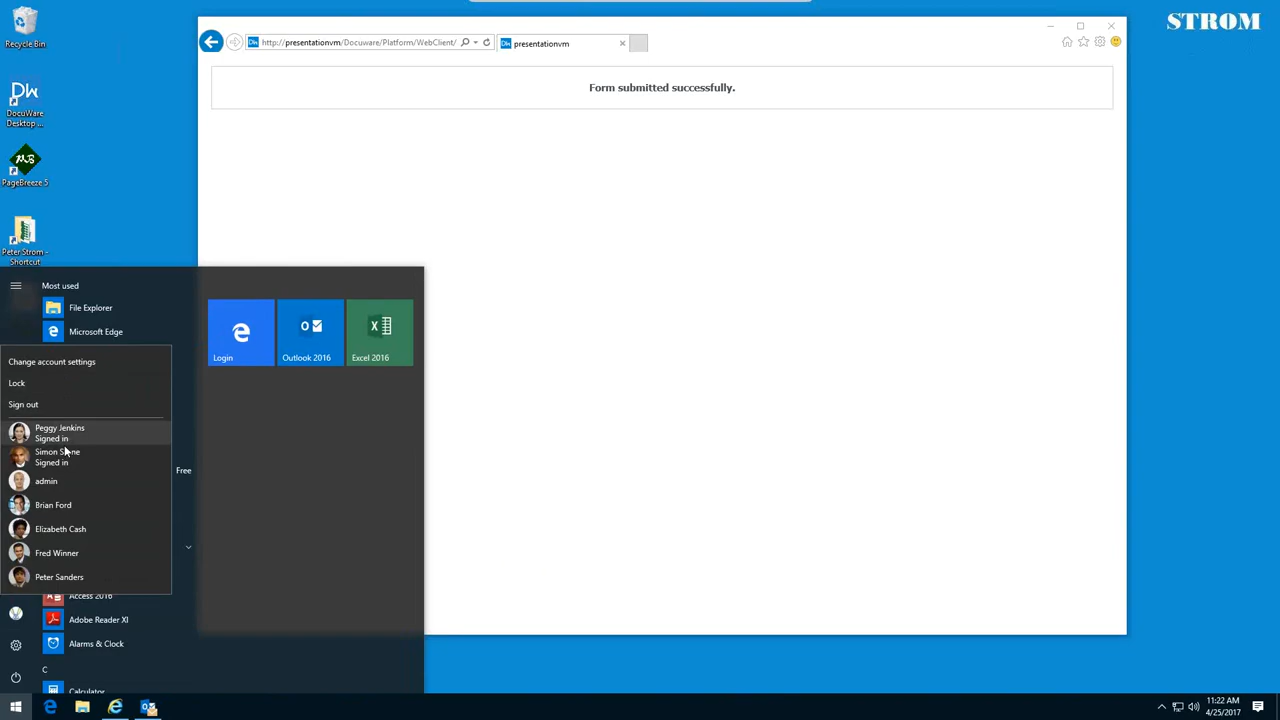 Recycle Bin
STROM
http://presentationvm/Docuware/Platform/WebClient/
presentationvm
Form submitted successfully.
DocuWare
Desktop ...
PageBreeze 5
Peter Strom -
Shortcut
Most used
File Explorer
Microsoft Edge
Login
Outlook 2016
Excel 2016
Change account settings
Lock
Sign out
Peggy Jenkins
Signed in
Simon
Signed in
admin
Free
Brian Ford
Elizabeth Cash
Fred Winner
Peter Sanders
Access 2016
Adobe Reader XI
Alarms & Clock
C
Calculator
11:22 AM
4/25/2017